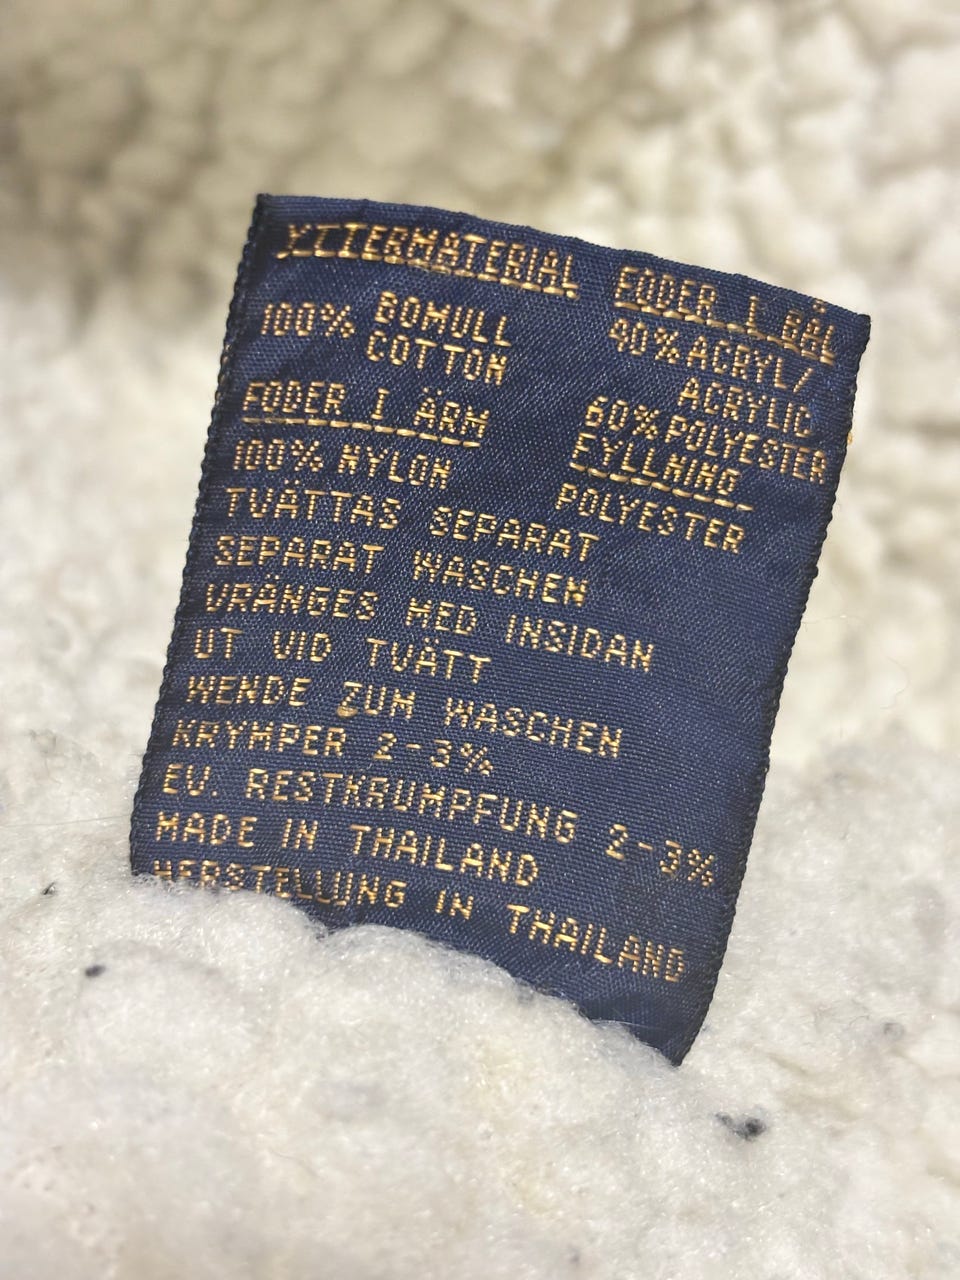 YTTERMATERIAL
100% BOMULL
COTTON
FODER I ÄRM
100% NYLON
FODER I BÅL
40% ACRYL/
ACRYLIC
60% POLYESTER
FYLLNING
POLYESTER
TVÄTTAS SEPARAT
SEPARAT WASCHEN
VRÄNGES MED INSIDAN
UT VID TVÄTT
WENDE ZUM WASCHEN
KRYMPER 2-3%
EV. RESTKRUMPFUNG 2-3%
MADE IN THAILAND
HERSTELLUNG IN THAILAND